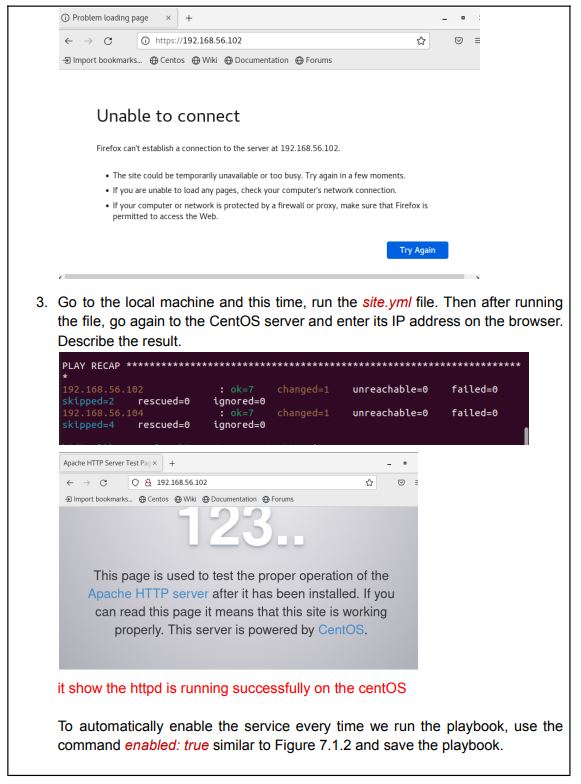 Problem loading page × +
https://192.168.56.102
Import bookmarks... Centos Wiki Documentation Forums
Unable to connect
Firefox can't establish a connection to the server at 192.168.56.102.
• The site could be temporarily unavailable or too busy. Try again in a few moments.
• If you are unable to load any pages, check your computer's network connection.
• If your computer or network is protected by a firewall or proxy, make sure that Firefox is
permitted to access the Web.
Try Again
3. Go to the local machine and this time, run the site.yml file. Then after running
the file, go again to the CentOS server and enter its IP address on the browser.
Describe the result.
PLAY RECAP *******************************************************************
*
192.168.56.102 : ok=7 changed=1 unreachable=0 failed=0
skipped=2 rescued=0 ignored=0
192.168.56.104 : ok=7 changed=1 unreachable=0 failed=0
skipped=4 rescued=0 ignored=0
Apache HTTP Server Test Pag × +
192.168.56.102
Import bookmarks... Centos Wiki Documentation Forums
123..
This page is used to test the proper operation of the
Apache HTTP server after it has been installed. If you
can read this page it means that this site is working
properly. This server is powered by CentOS.
it show the httpd is running successfully on the centOS
To automatically enable the service every time we run the playbook, use the
command enabled: true similar to Figure 7.1.2 and save the playbook.